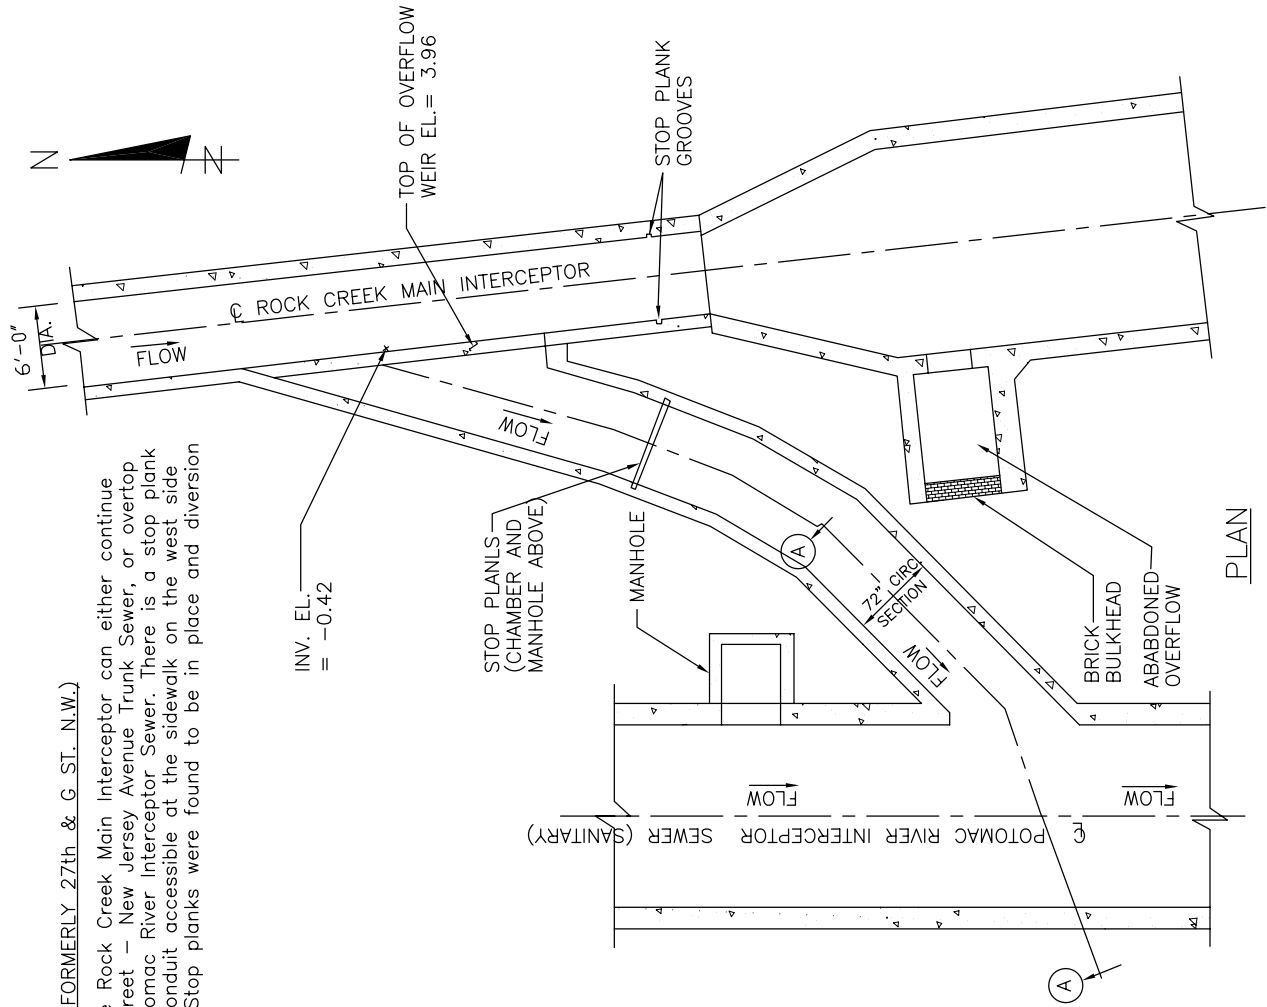 FORMERLY 27th & G ST. N.W.)
Rock Creek Main Interceptor can either continue
reet - New Jersey Avenue Trunk Sewer, or overtop
omac River Interceptor Sewer. There is a stop plank
onduit accessible at the sidewalk on the west side
Stop planks were found to be in place and diversion
N
N
6'-0"
DIA.
FLOW
℄ ROCK CREEK MAIN INTERCEPTOR
TOP OF OVERFLOW
WEIR EL.= 3.96
STOP PLANK
GROOVES
INV. EL.
= -0.42
FLOW
STOP PLANLS
(CHAMBER AND
MANHOLE ABOVE)
MANHOLE
A
72" CIRC.
SECTION
FLOW
BRICK
BULKHEAD
ABABDONED
OVERFLOW
FLOW
FLOW
℄ POTOMAC RIVER INTERCEPTOR SEWER (SANITARY)
A
PLAN